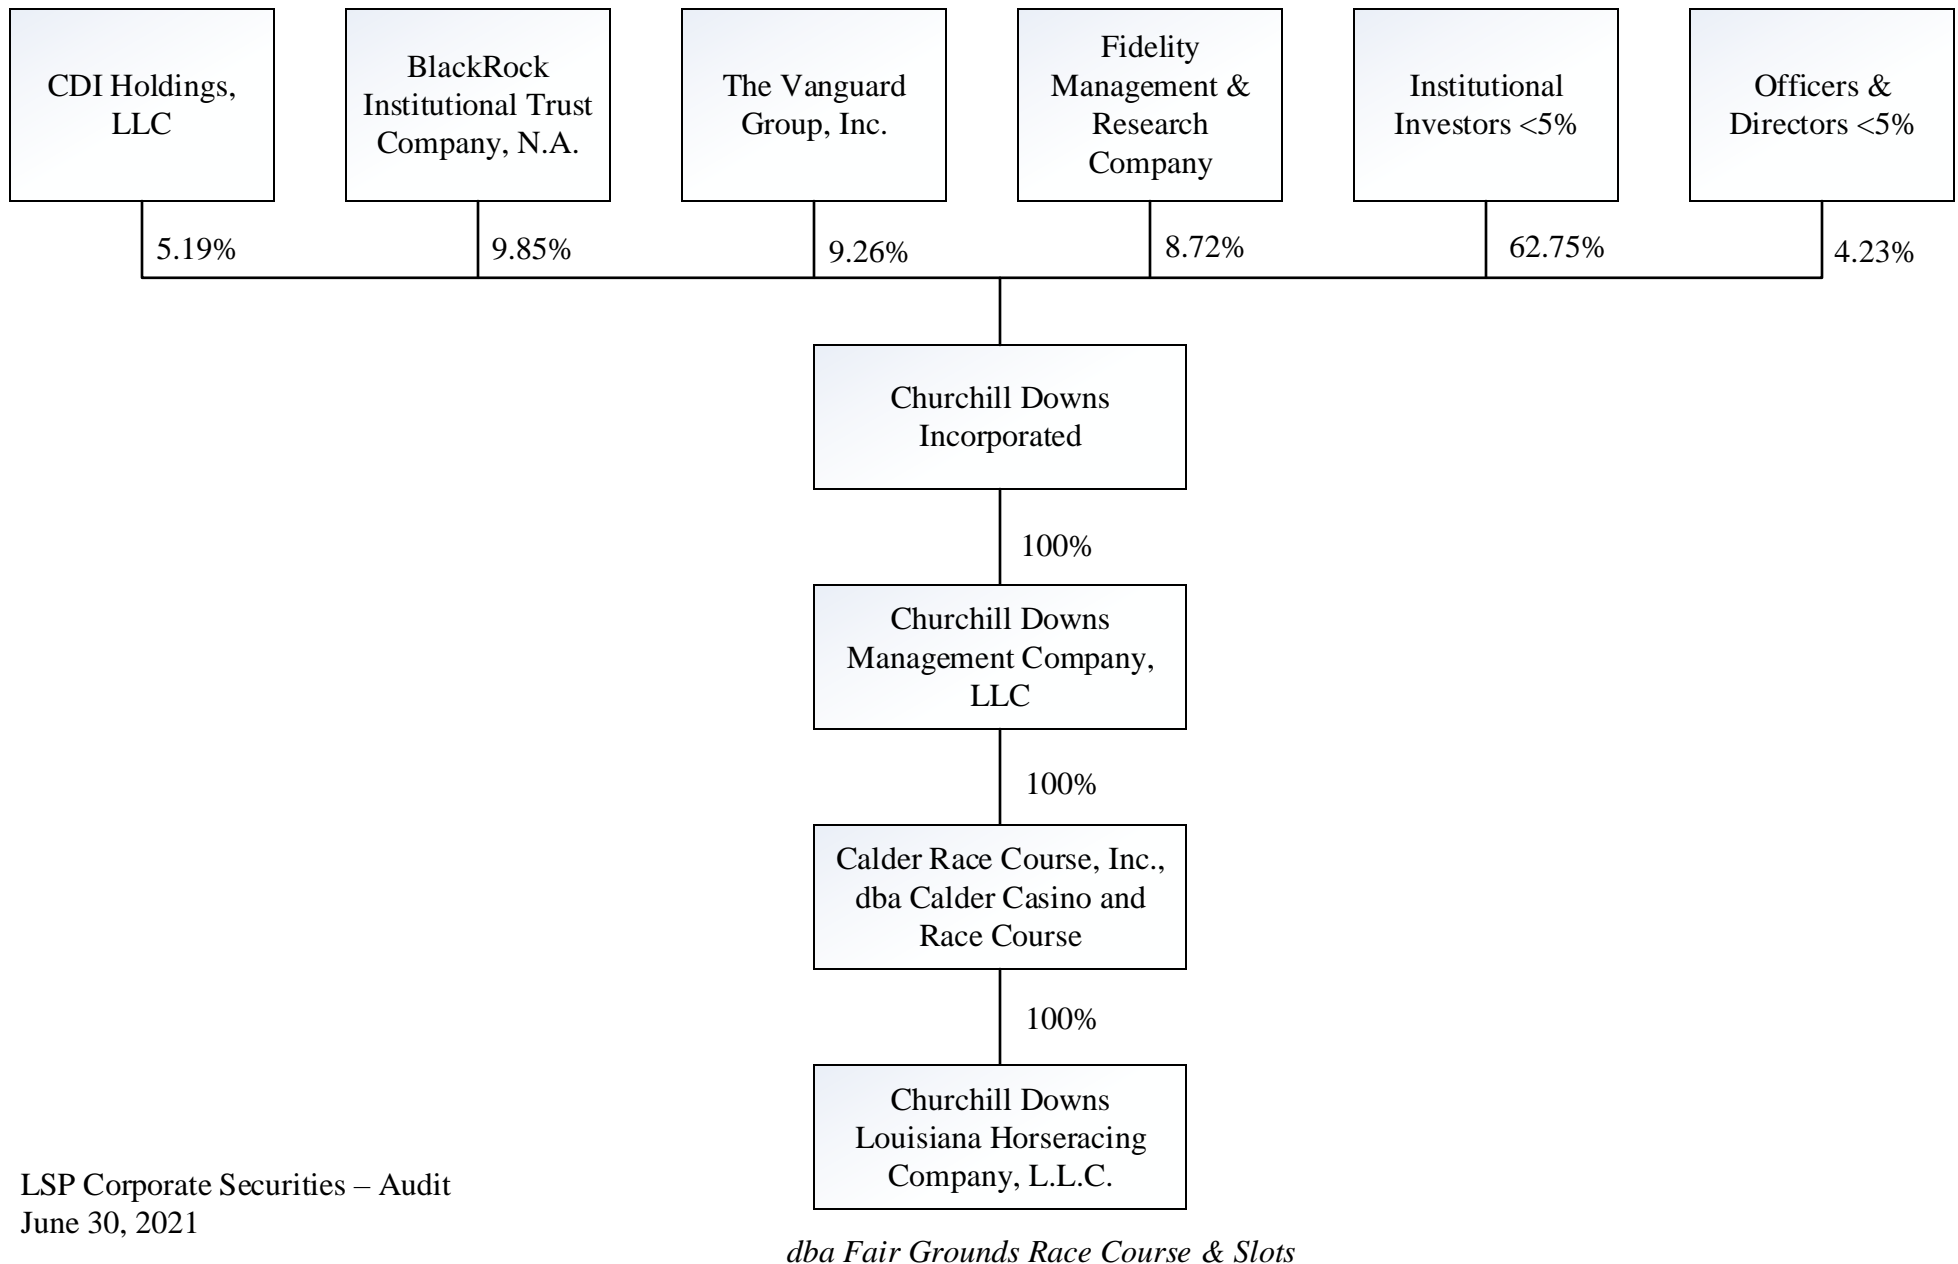 CDI Holdings,
LLC
BlackRock
Institutional Trust
Company, N.A.
The Vanguard
Group, Inc.
Fidelity
Management &
Research
Company
Institutional
Investors <5%
Officers &
Directors <5%
5.19%
9.85%
9.26%
8.72%
62.75%
4.23%
Churchill Downs
Incorporated
100%
Churchill Downs
Management Company,
LLC
100%
Calder Race Course, Inc.,
dba Calder Casino and
Race Course
100%
Churchill Downs
Louisiana Horseracing
Company, L.L.C.
dba Fair Grounds Race Course & Slots
LSP Corporate Securities – Audit
June 30, 2021